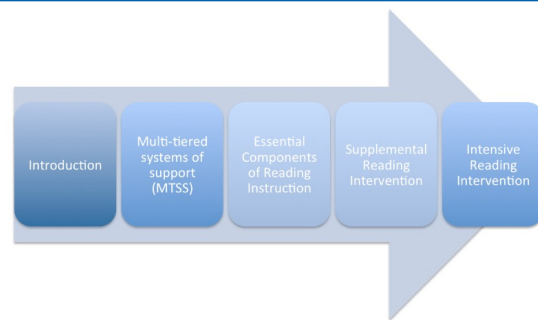 Introduction
Multi-tiered
systems of
support
(MTSS)
Essential
Components
of Reading
Instruction
Supplemental
Reading
Intervention
Intensive
Reading
Intervention